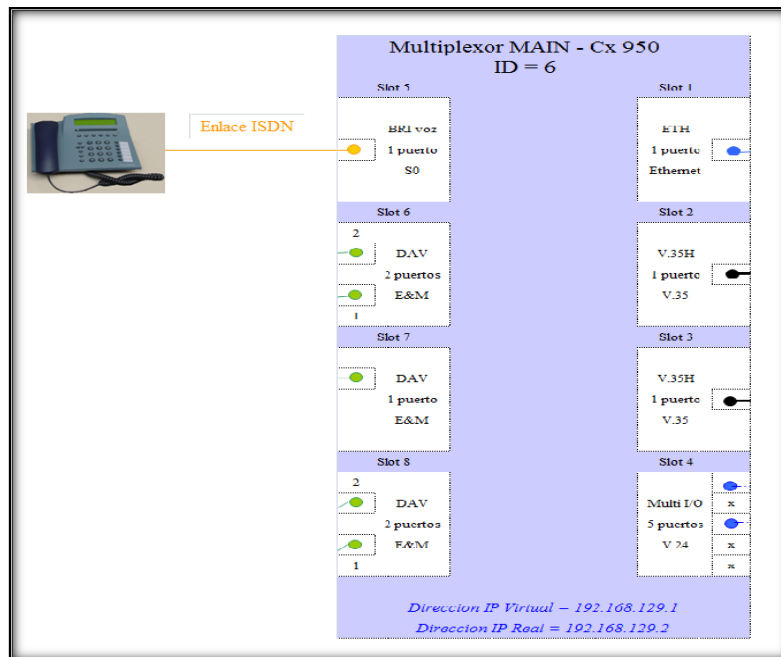 Multiplexor MAIN - Cx 950
ID = 6
Enlace ISDN
Slot 5
BRI voz
1 puerto
S0
Slot 6
2
DAV
2 puertos
E&M
1
Slot 7
DAV
1 puerto
E&M
Slot 8
2
DAV
2 puertos
E&M
1
Slot 1
ETH
1 puerto
Ethernet
Slot 2
V.35H
1 puerto
V.35
Slot 3
V.35H
1 puerto
V.35
Slot 4
Multi I/O
5 puertos
V.24
x
x
x
Direccion IP Virtual = 192.168.129.1
Direccion IP Real = 192.168.129.2